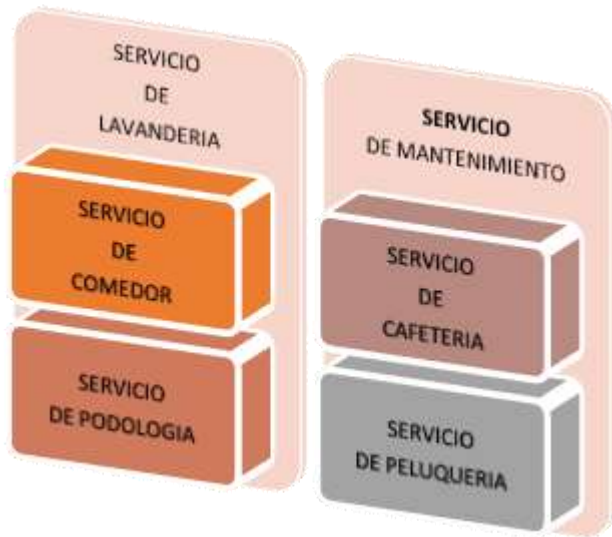 SERVICIO
DE
LAVANDERIA
SERVICIO
DE
COMEDOR
SERVICIO
DE PODOLOGIA
SERVICIO
DE MANTENIMIENTO
SERVICIO
DE
CAFETERIA
SERVICIO
DE PELUQUERIA